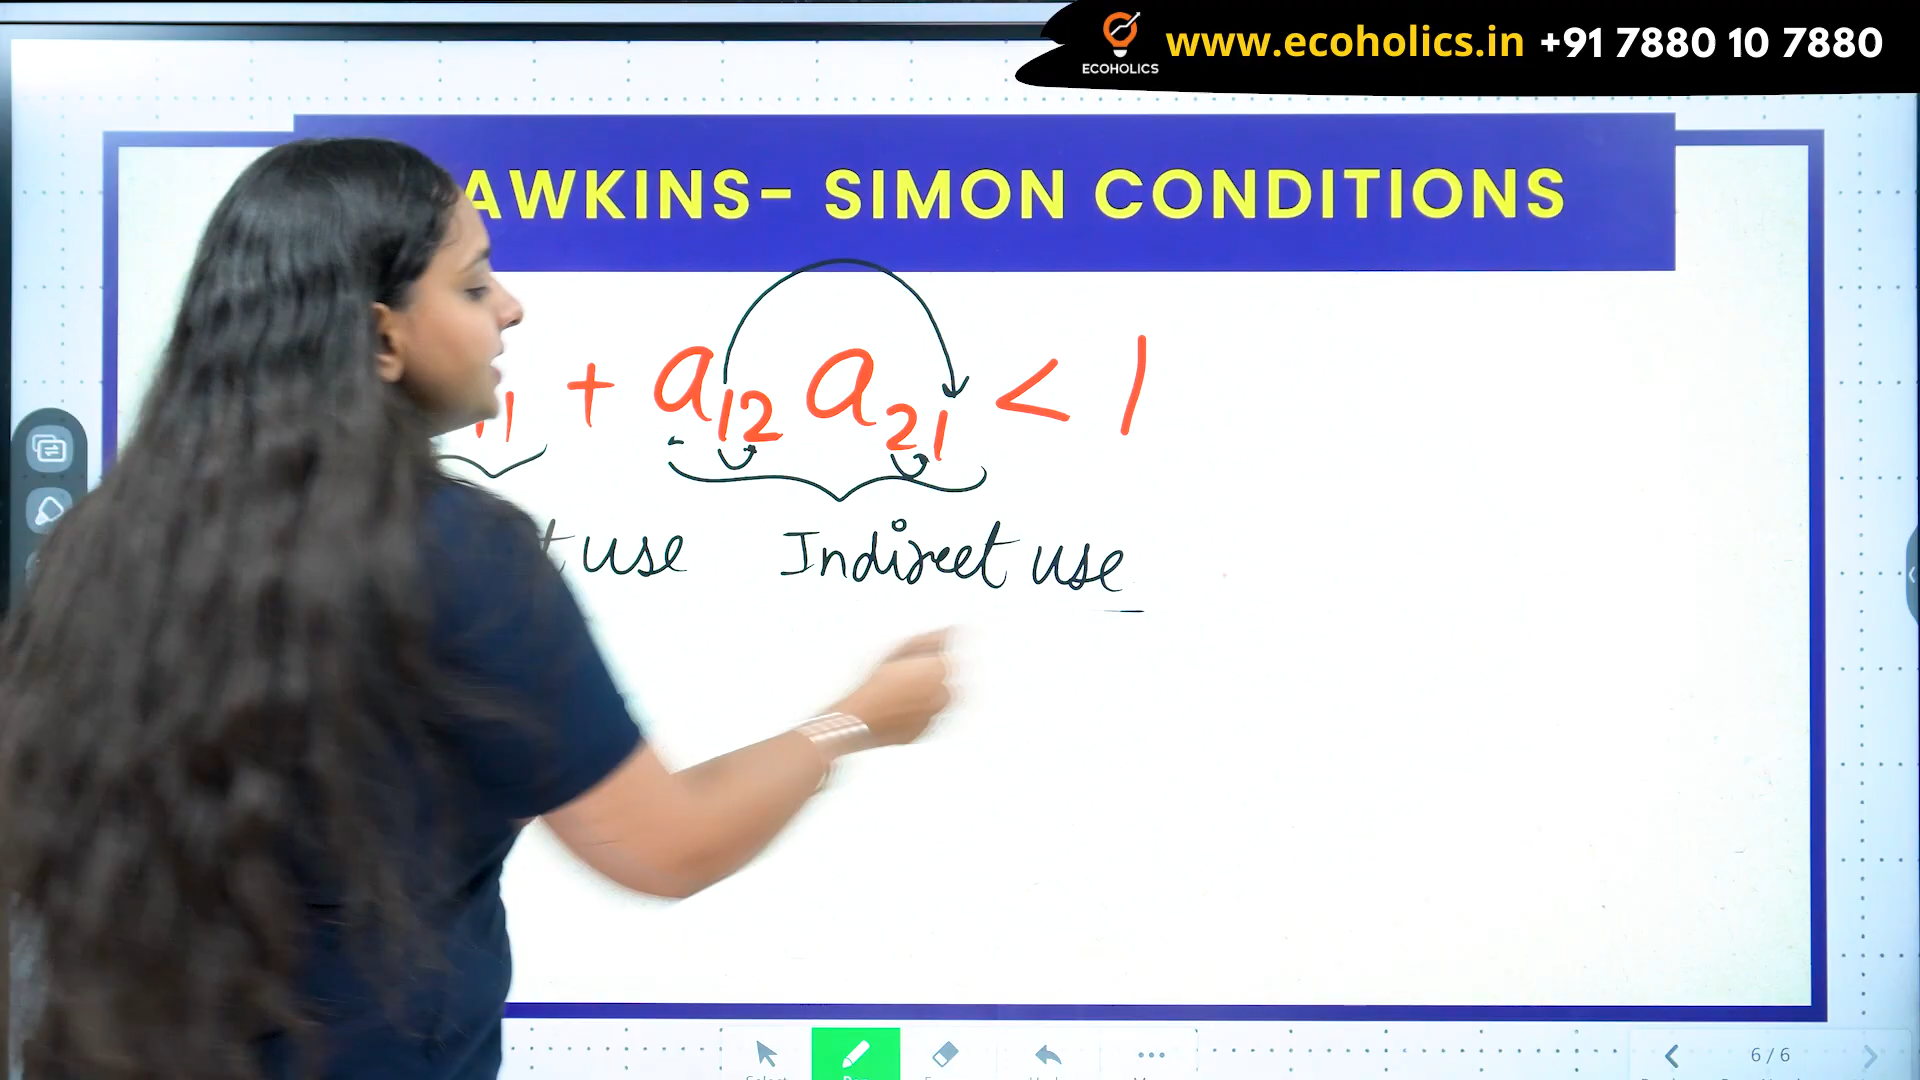 www.ecoholics.in +91 7880 10 7880
ECOHOLICS
AWKINS- SIMON CONDITIONS
11 + a12 a21 < 1
t use Indirect use
6 / 6